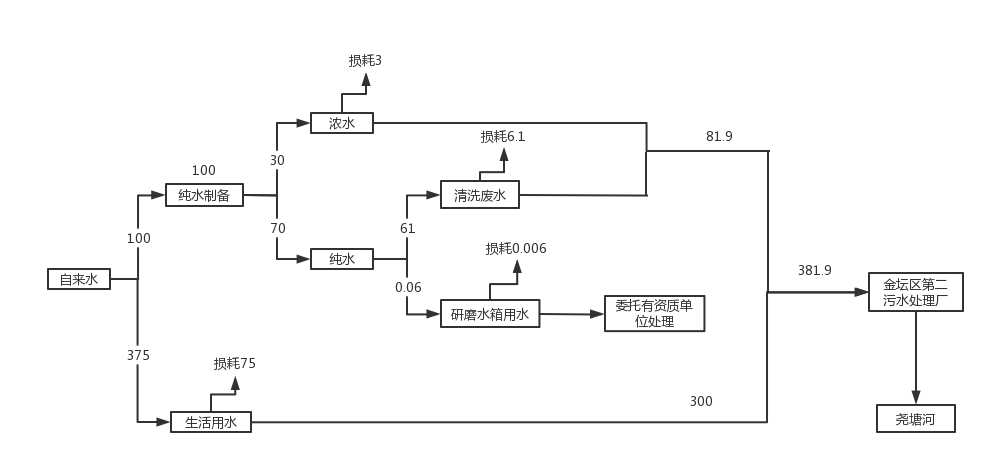 损耗3
浓水
损耗6.1
81.9
30
100
纯水制备
清洗废水
70
61
100
纯水
损耗0.006
自来水
0.06
381.9
金坛区第二
污水处理厂
研磨水箱用水
委托有资质单
位处理
375
损耗75
300
生活用水
尧塘河